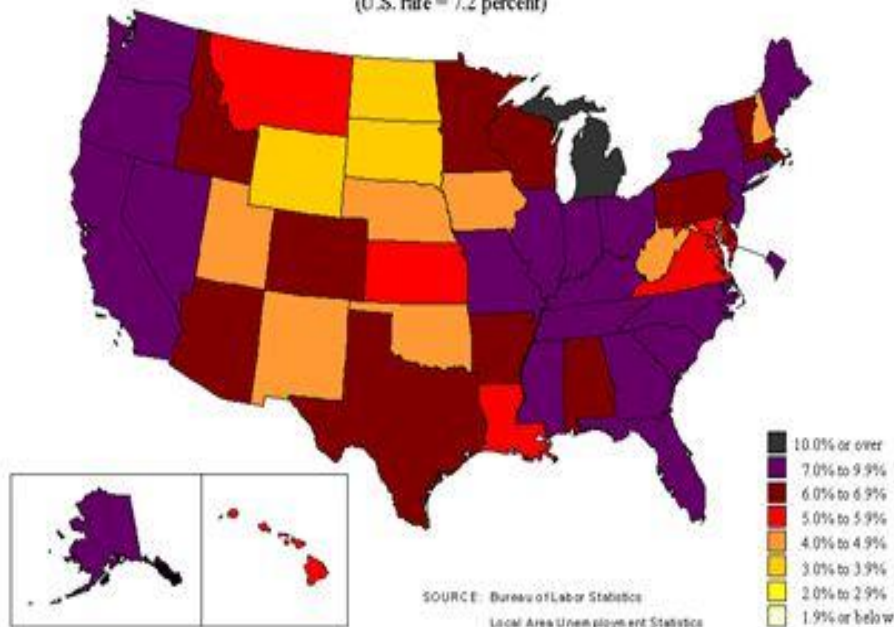 (U.S. rate = 7.2 percent)
10.0% or over
7.0% to 9.9%
6.0% to 6.9%
5.0% to 5.9%
4.0% to 4.9%
3.0% to 3.9%
2.0% to 2.9%
1.9% or below
SOURCE: Bureau of Labor Statistics
Local Area Unemployment Statistics